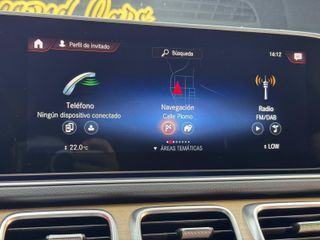 Perfil de invitado
Búsqueda
14:12
Teléfono
Ningún dispositivo conectado
Navegación
Calle Plomo
Radio
FM/DAB
22.0°C
ÁREAS TEMÁTICAS
LOW